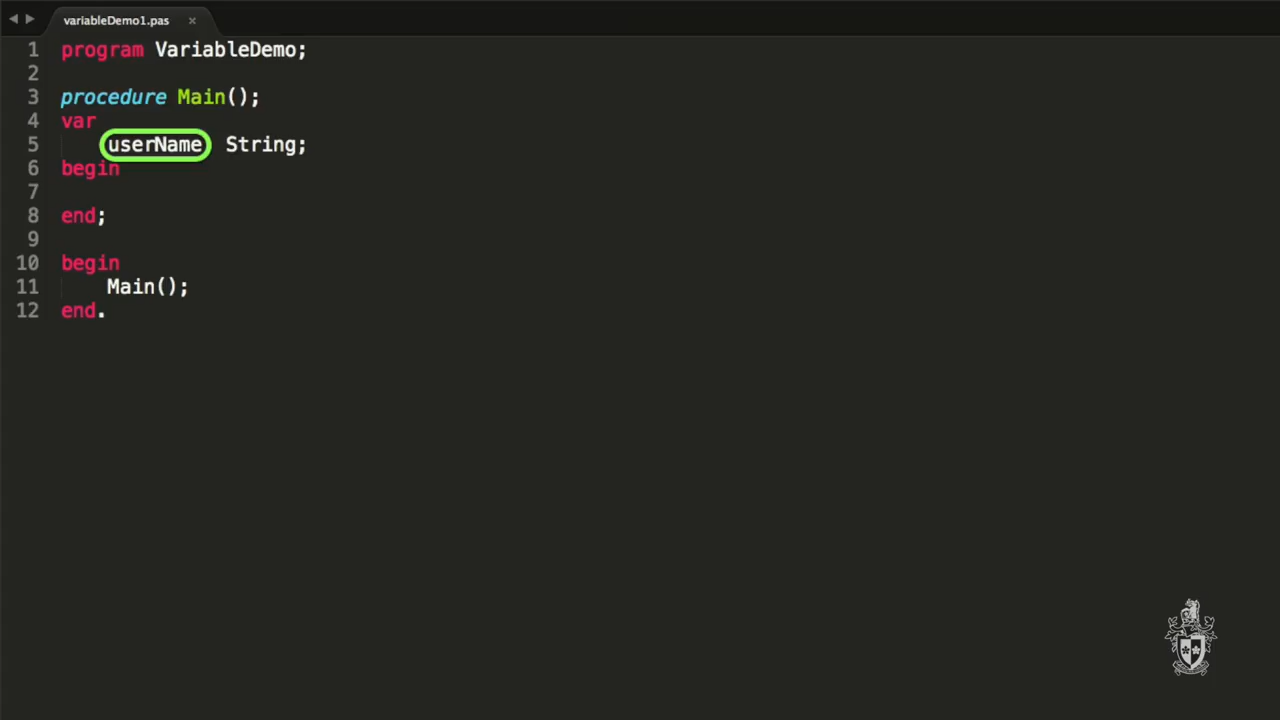 variableDemo1.pas ×
1 program VariableDemo;
2
3 procedure Main();
4 var
5 userName String;
6 begin
7
8 end;
9
10 begin
11 Main();
12 end.